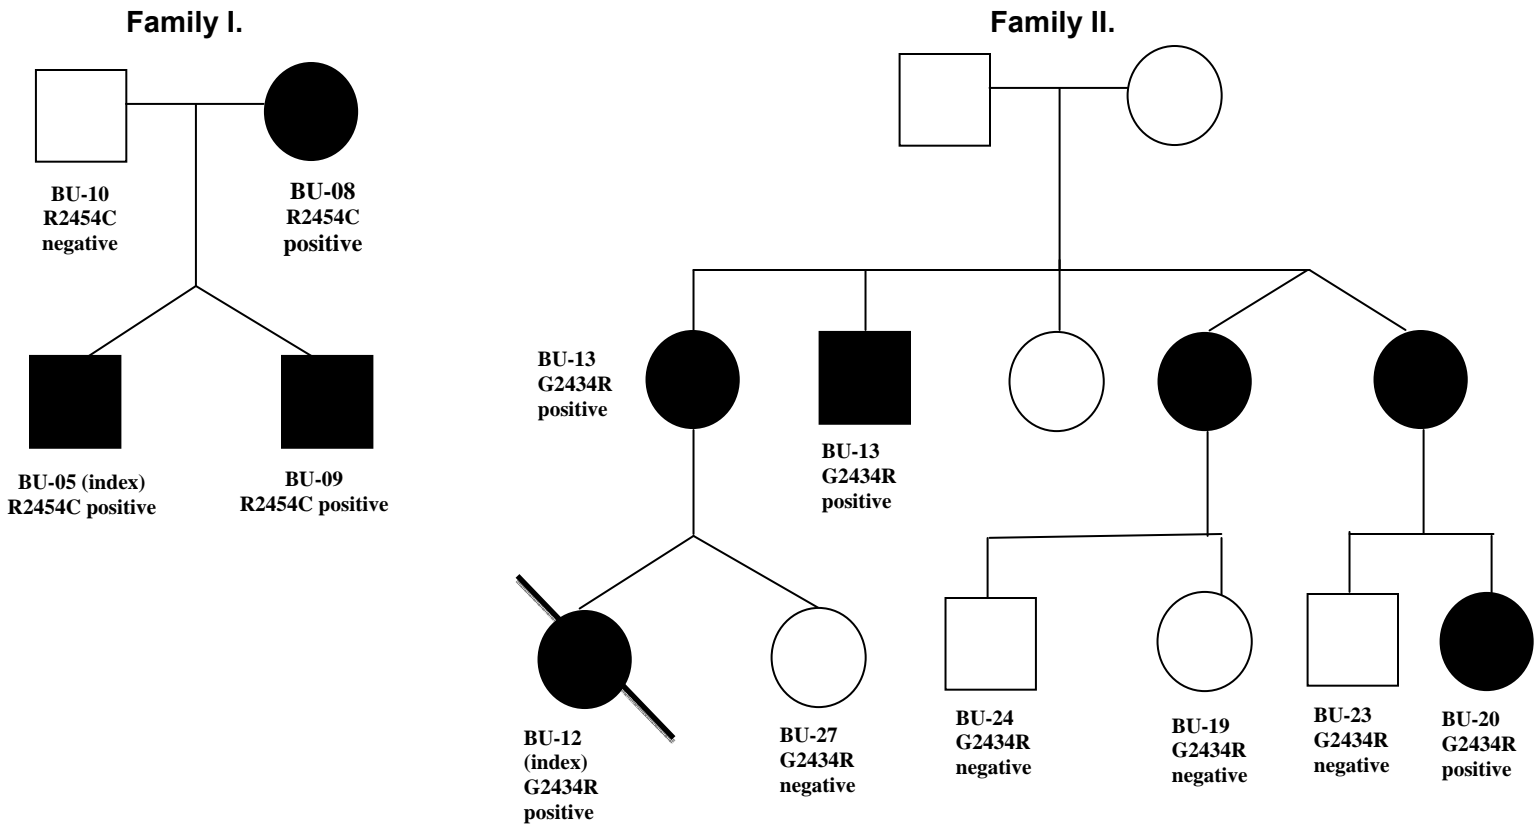 Family I.
Family II.
BU-10
R2454C
negative
BU-08
R2454C
positive
BU-05 (index)
R2454C positive
BU-09
R2454C positive
BU-13
G2434R
positive
BU-13
G2434R
positive
BU-12
(index)
G2434R
positive
BU-27
G2434R
negative
BU-24
G2434R
negative
BU-19
G2434R
negative
BU-23
G2434R
negative
BU-20
G2434R
positive